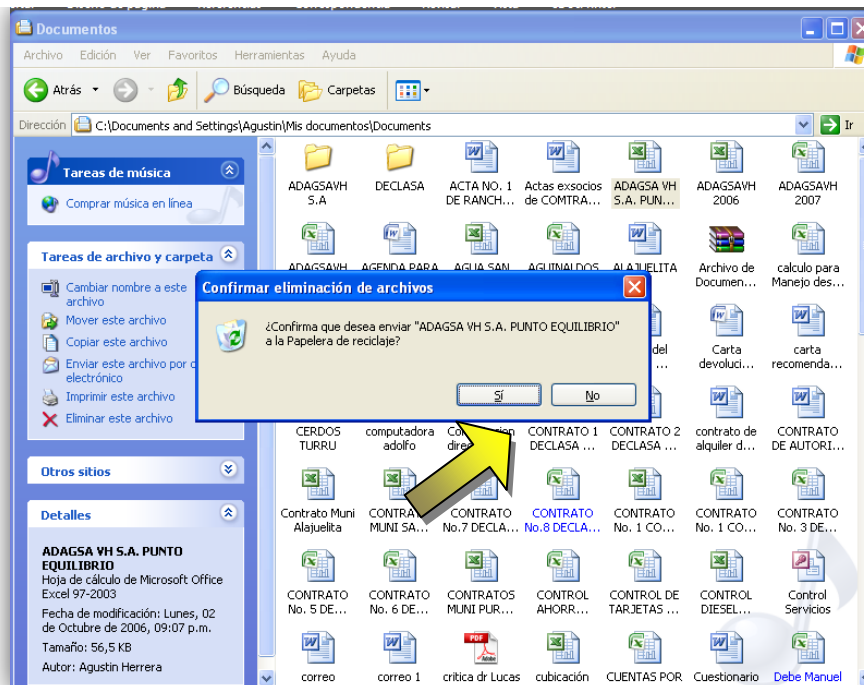 Documentos
Archivo Edición Ver Favoritos Herramientas Ayuda
Atrás Búsqueda Carpetas
Dirección C:\Documents and Settings\Agustin\Mis documentos\Documents Ir
Tareas de música
Comprar música en línea
Tareas de archivo y carpeta
Cambiar nombre a este
archivo
Mover este archivo
Copiar este archivo
Enviar este archivo por c
electrónico
Imprimir este archivo
Eliminar este archivo
Otros sitios
Detalles
ADAGSA VH S.A. PUNTO
EQUILIBRIO
Hoja de cálculo de Microsoft Office
Excel 97-2003
Fecha de modificación: Lunes, 02
de Octubre de 2006, 09:07 p.m.
Tamaño: 56,5 KB
Autor: Agustin Herrera
ADAGSAVH DECLASA ACTA NO. 1 Actas exsocios ADAGSA VH ADAGSAVH ADAGSAVH
S.A DE RANCH... de COMTRA... S.A. PUN... 2006 2007
ADAGSAVH AGENDA PARA AGUA SAN AGUINALDOS ALAJUELITA Archivo de calculo para
Documen... Manejo des...
Confirmar eliminación de archivos
¿Confirma que desea enviar "ADAGSA VH S.A. PUNTO EQUILIBRIO"
a la Papelera de reciclaje?
Sí No
del Carta carta
... devoluci... recomenda...
CERDOS computadora CONTRATO 1 CONTRATO 2 contrato de CONTRATO
TURRU adolfo DECLASA ... DECLASA ... alquiler d... DE AUTORI...
Contrato Muni CONTRA CONTRATO CONTRATO CONTRATO CONTRATO CONTRATO
Alajuelita MUNI SA... No.7 DECLA... No.8 DECLA... No. 1 CO... No. 1 CO... No. 3 DE...
CONTRATO CONTRATO CONTRATOS CONTROL CONTROL DE CONTROL Control
No. 5 DE... No. 6 DE... MUNI PUR... AHORR... TARJETAS ... DIESEL... Servicios
correo correo 1 critica dr Lucas cubicación CUENTAS POR Cuestionario Debe Manuel